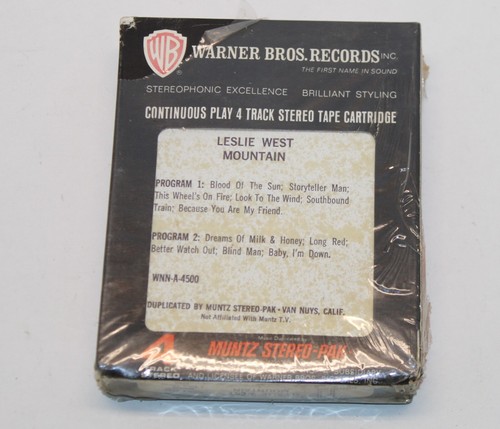 WB
WARNER BROS. RECORDS INC.
THE FIRST NAME IN SOUND
STEREOPHONIC EXCELLENCE BRILLIANT STYLING
CONTINUOUS PLAY 4 TRACK STEREO TAPE CARTRIDGE
LESLIE WEST
MOUNTAIN
PROGRAM 1: Blood Of The Sun; Storyteller Man;
This Wheel's On Fire; Look To The Wind; Southbound
Train; Because You Are My Friend.
PROGRAM 2: Dreams Of Milk & Honey; Long Red;
Better Watch Out; Blind Man; Baby, I'm Down.
WNN-A-4500
DUPLICATED BY MUNTZ STEREO-PAK - VAN NUYS, CALIF.
Not Affiliated With Muntz T.V.
MUNTZ STEREO-PAK
4
TRACK
STEREO